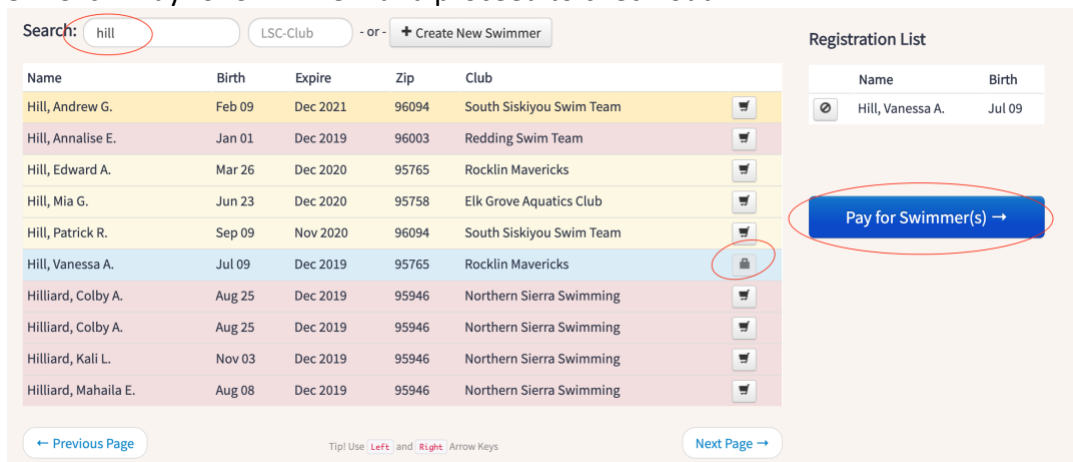 Search: hill LSC-Club - or - + Create New Swimmer
Name Birth Expire Zip Club
Hill, Andrew G. Feb 09 Dec 2021 96094 South Siskiyou Swim Team
Hill, Annalise E. Jan 01 Dec 2019 96003 Redding Swim Team
Hill, Edward A. Mar 26 Dec 2020 95765 Rocklin Mavericks
Hill, Mia G. Jun 23 Dec 2020 95758 Elk Grove Aquatics Club
Hill, Patrick R. Sep 09 Nov 2020 96094 South Siskiyou Swim Team
Hill, Vanessa A. Jul 09 Dec 2019 95765 Rocklin Mavericks
Hilliard, Colby A. Aug 25 Dec 2019 95946 Northern Sierra Swimming
Hilliard, Colby A. Aug 25 Dec 2019 95946 Northern Sierra Swimming
Hilliard, Kali L. Nov 03 Dec 2019 95946 Northern Sierra Swimming
Hilliard, Mahaila E. Aug 08 Dec 2019 95946 Northern Sierra Swimming
← Previous Page Tip! Use Left and Right Arrow Keys Next Page →
Registration List
Name Birth
Hill, Vanessa A. Jul 09
Pay for Swimmer(s) →